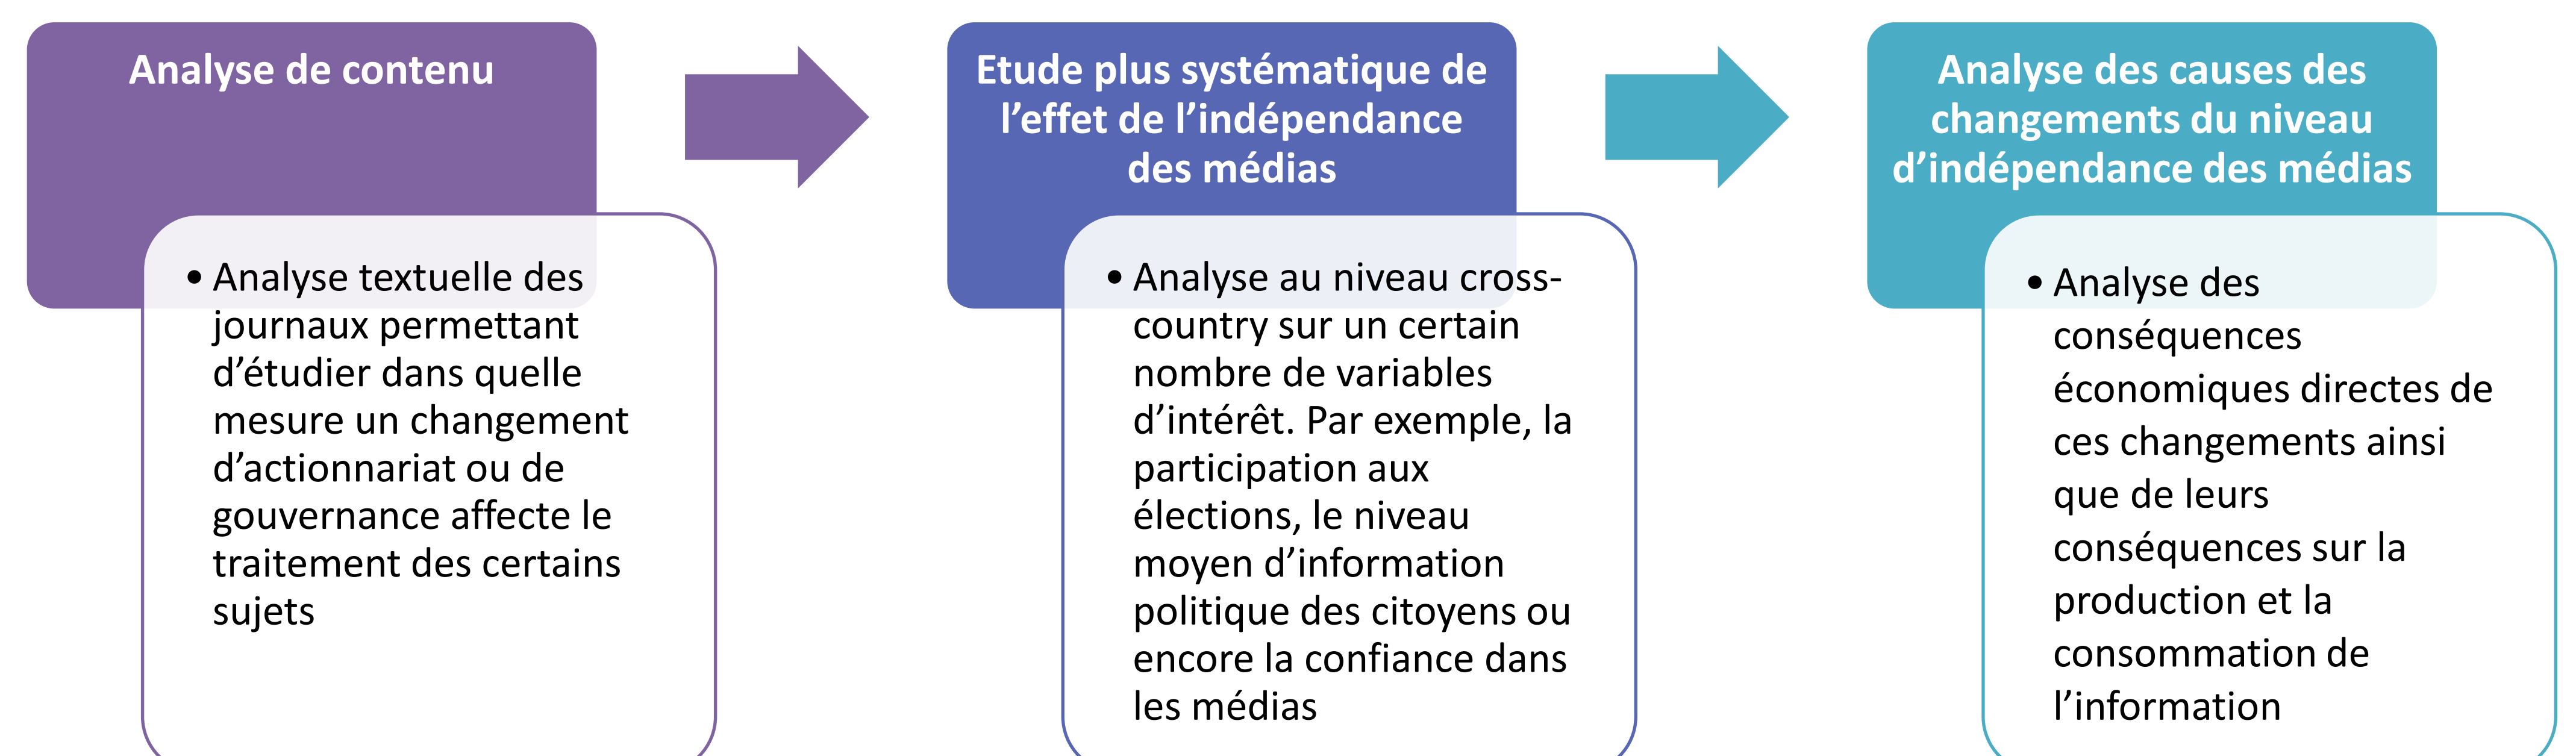 Analyse de contenu
• Analyse textuelle des
journaux permettant
d’étudier dans quelle
mesure un changement
d’actionnariat ou de
gouvernance affecte le
traitement des certains
sujets
Etude plus systématique de
l’effet de l’indépendance
des médias
• Analyse au niveau cross-
country sur un certain
nombre de variables
d’intérêt. Par exemple, la
participation aux
élections, le niveau
moyen d’information
politique des citoyens ou
encore la confiance dans
les médias
Analyse des causes des
changements du niveau
d’indépendance des médias
• Analyse des
conséquences
économiques directes de
ces changements ainsi
que de leurs
conséquences sur la
production et la
consommation de
l’information